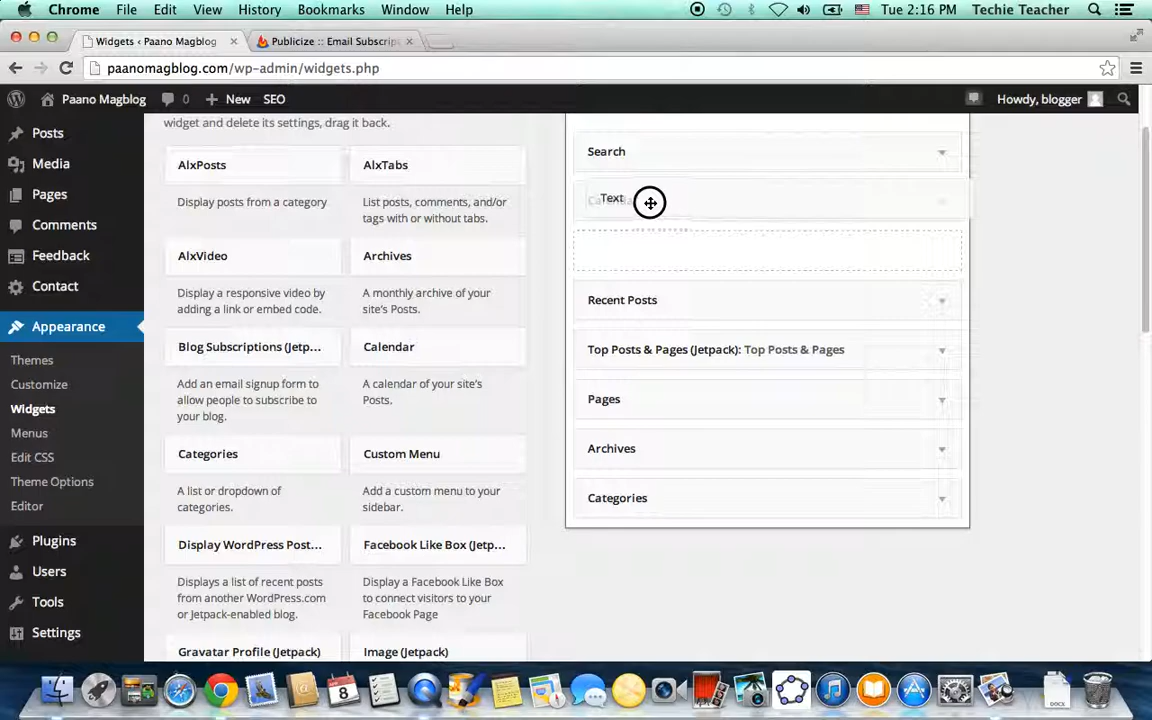 Chrome File Edit View History Bookmarks Window Help Tue 2:16 PM Techie Teacher
Widgets ‹ Paano Magblog × Publicize :: Email Subscrip ×
paanomagblog.com/wp-admin/widgets.php
Paano Magblog 0 + New SEO Howdy, blogger
Posts
Media
Pages
Comments
Feedback
Contact
Appearance
Themes
Customize
Widgets
Menus
Edit CSS
Theme Options
Editor
Plugins
Users
Tools
Settings
widget and delete its settings, drag it back.
AlxPosts
Display posts from a category
AlxTabs
List posts, comments, and/or
tags with or without tabs.
AlxVideo
Display a responsive video by
adding a link or embed code.
Archives
A monthly archive of your
site's Posts.
Blog Subscriptions (Jetp...
Add an email signup form to
allow people to subscribe to
your blog.
Calendar
A calendar of your site's
Posts.
Categories
A list or dropdown of
categories.
Custom Menu
Add a custom menu to your
sidebar.
Display WordPress Post...
Displays a list of recent posts
from another WordPress.com
or Jetpack-enabled blog.
Facebook Like Box (Jetp...
Display a Facebook Like Box
to connect visitors to your
Facebook Page
Gravatar Profile (Jetpack)
Image (Jetpack)
Search
Text
Recent Posts
Top Posts & Pages (Jetpack): Top Posts & Pages
Pages
Archives
Categories
8
DOCX